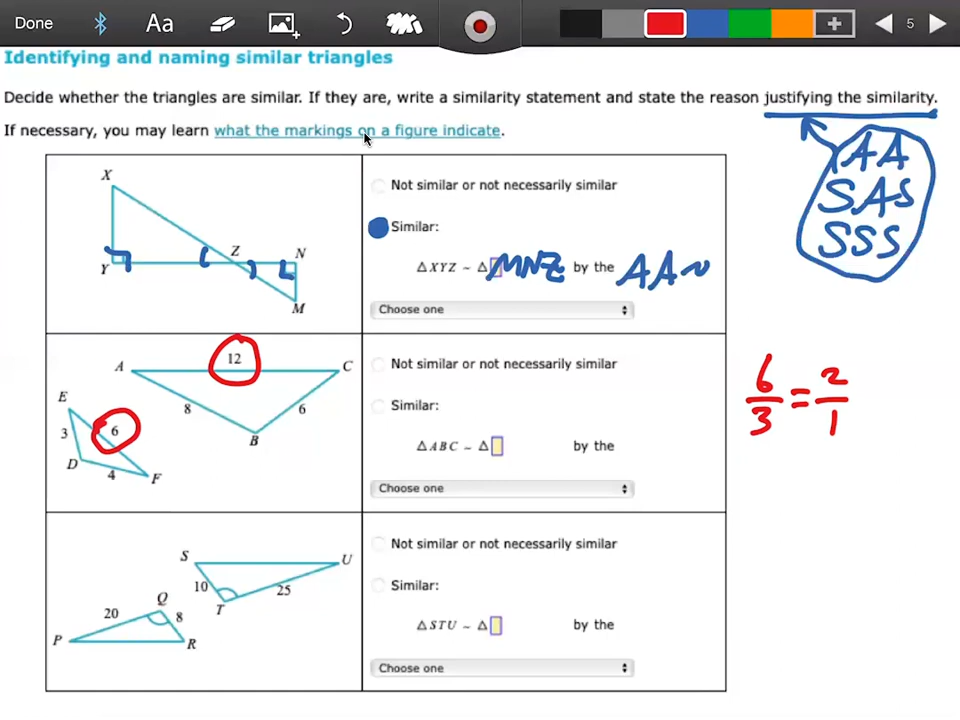 Done
Aa
5
Identifying and naming similar triangles
Decide whether the triangles are similar. If they are, write a similarity statement and state the reason justifying the similarity.
If necessary, you may learn what the markings on a figure indicate.
AA
SAS
SSS
X
Y
Z
N
M
Not similar or not necessarily similar
Similar:
△XYZ ~ △MNZ by the AA~
Choose one
A
12
C
E
8
6
3
6
B
D
4
F
Not similar or not necessarily similar
Similar:
△ABC ~ △ by the
Choose one
6/3 = 2/1
S
U
10
25
T
Q
20
8
P
R
Not similar or not necessarily similar
Similar:
△STU ~ △ by the
Choose one